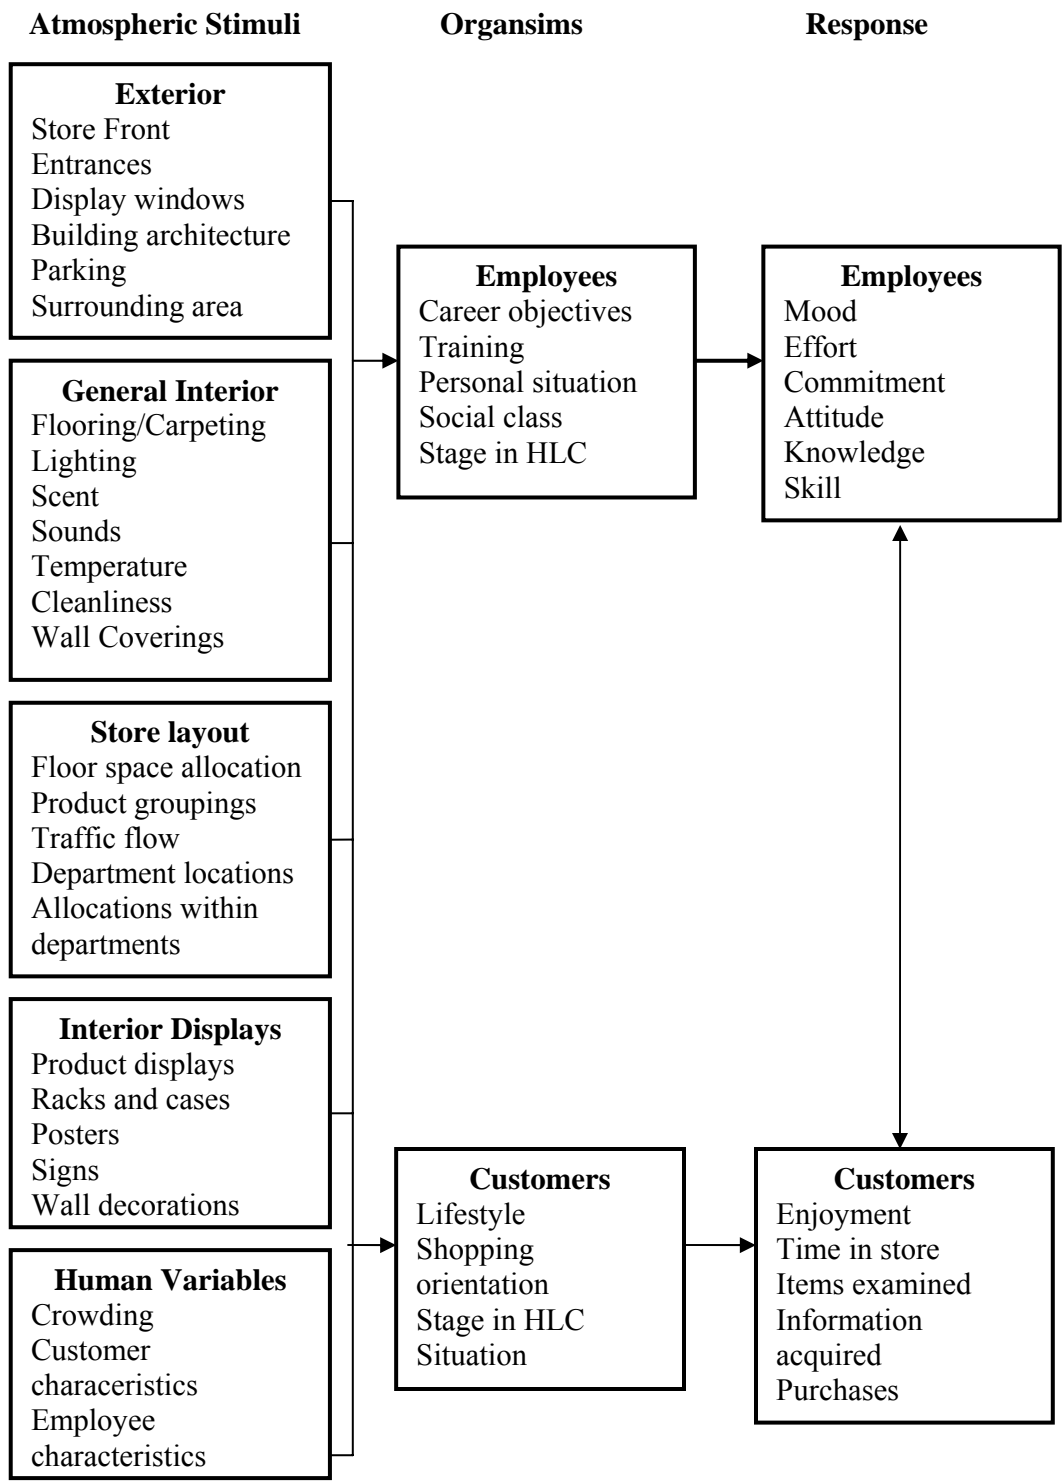 Atmospheric Stimuli
Organsims
Response
Exterior
Store Front
Entrances
Display windows
Building architecture
Parking
Surrounding area
General Interior
Flooring/Carpeting
Lighting
Scent
Sounds
Temperature
Cleanliness
Wall Coverings
Store layout
Floor space allocation
Product groupings
Traffic flow
Department locations
Allocations within
departments
Interior Displays
Product displays
Racks and cases
Posters
Signs
Wall decorations
Human Variables
Crowding
Customer
characeristics
Employee
characteristics
Employees
Career objectives
Training
Personal situation
Social class
Stage in HLC
Customers
Lifestyle
Shopping
orientation
Stage in HLC
Situation
Employees
Mood
Effort
Commitment
Attitude
Knowledge
Skill
Customers
Enjoyment
Time in store
Items examined
Information
acquired
Purchases